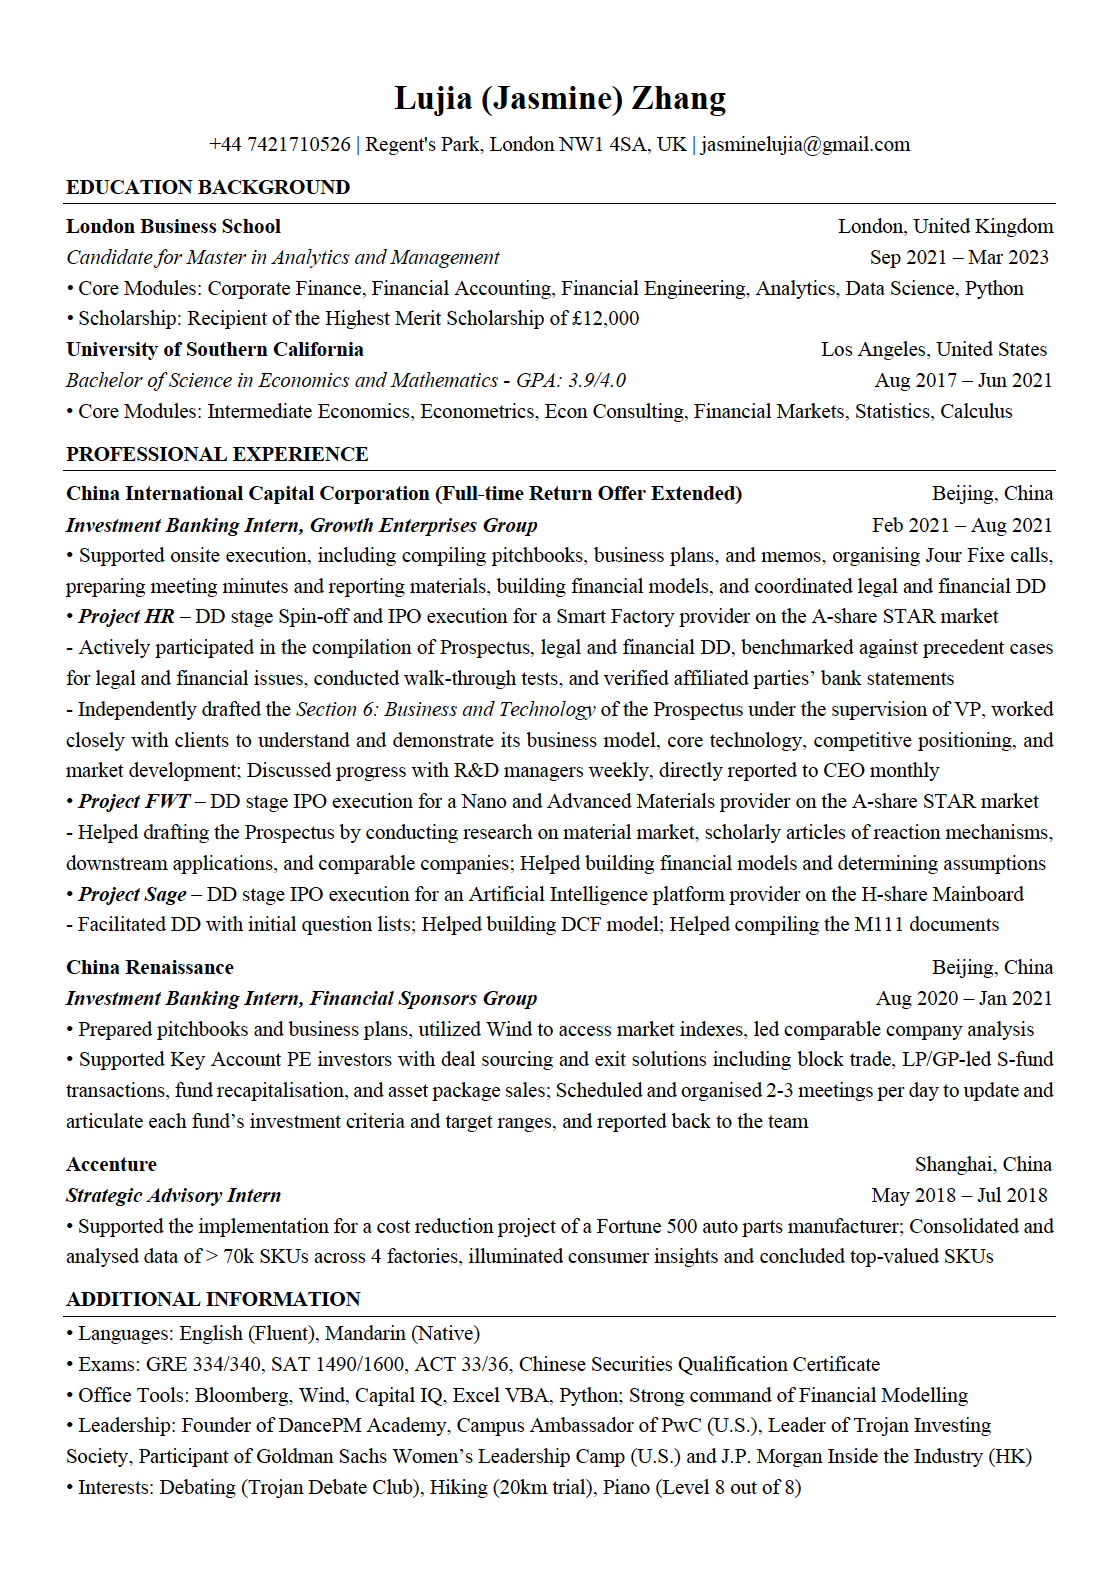 Lujia (Jasmine) Zhang
+44 7421710526 | Regent's Park, London NW1 4SA, UK | jasminelujia@gmail.com
EDUCATION BACKGROUND
London Business School London, United Kingdom
Candidate for Master in Analytics and Management Sep 2021 – Mar 2023
• Core Modules: Corporate Finance, Financial Accounting, Financial Engineering, Analytics, Data Science, Python
• Scholarship: Recipient of the Highest Merit Scholarship of £12,000
University of Southern California Los Angeles, United States
Bachelor of Science in Economics and Mathematics - GPA: 3.9/4.0 Aug 2017 – Jun 2021
• Core Modules: Intermediate Economics, Econometrics, Econ Consulting, Financial Markets, Statistics, Calculus
PROFESSIONAL EXPERIENCE
China International Capital Corporation (Full-time Return Offer Extended) Beijing, China
Investment Banking Intern, Growth Enterprises Group Feb 2021 – Aug 2021
• Supported onsite execution, including compiling pitchbooks, business plans, and memos, organising Jour Fixe calls,
preparing meeting minutes and reporting materials, building financial models, and coordinated legal and financial DD
• Project HR – DD stage Spin-off and IPO execution for a Smart Factory provider on the A-share STAR market
- Actively participated in the compilation of Prospectus, legal and financial DD, benchmarked against precedent cases
for legal and financial issues, conducted walk-through tests, and verified affiliated parties’ bank statements
- Independently drafted the Section 6: Business and Technology of the Prospectus under the supervision of VP, worked
closely with clients to understand and demonstrate its business model, core technology, competitive positioning, and
market development; Discussed progress with R&D managers weekly, directly reported to CEO monthly
• Project FWT – DD stage IPO execution for a Nano and Advanced Materials provider on the A-share STAR market
- Helped drafting the Prospectus by conducting research on material market, scholarly articles of reaction mechanisms,
downstream applications, and comparable companies; Helped building financial models and determining assumptions
• Project Sage – DD stage IPO execution for an Artificial Intelligence platform provider on the H-share Mainboard
- Facilitated DD with initial question lists; Helped building DCF model; Helped compiling the M111 documents
China Renaissance Beijing, China
Investment Banking Intern, Financial Sponsors Group Aug 2020 – Jan 2021
• Prepared pitchbooks and business plans, utilized Wind to access market indexes, led comparable company analysis
• Supported Key Account PE investors with deal sourcing and exit solutions including block trade, LP/GP-led S-fund
transactions, fund recapitalisation, and asset package sales; Scheduled and organised 2-3 meetings per day to update and
articulate each fund’s investment criteria and target ranges, and reported back to the team
Accenture Shanghai, China
Strategic Advisory Intern May 2018 – Jul 2018
• Supported the implementation for a cost reduction project of a Fortune 500 auto parts manufacturer; Consolidated and
analysed data of > 70k SKUs across 4 factories, illuminated consumer insights and concluded top-valued SKUs
ADDITIONAL INFORMATION
• Languages: English (Fluent), Mandarin (Native)
• Exams: GRE 334/340, SAT 1490/1600, ACT 33/36, Chinese Securities Qualification Certificate
• Office Tools: Bloomberg, Wind, Capital IQ, Excel VBA, Python; Strong command of Financial Modelling
• Leadership: Founder of DancePM Academy, Campus Ambassador of PwC (U.S.), Leader of Trojan Investing
Society, Participant of Goldman Sachs Women’s Leadership Camp (U.S.) and J.P. Morgan Inside the Industry (HK)
• Interests: Debating (Trojan Debate Club), Hiking (20km trial), Piano (Level 8 out of 8)